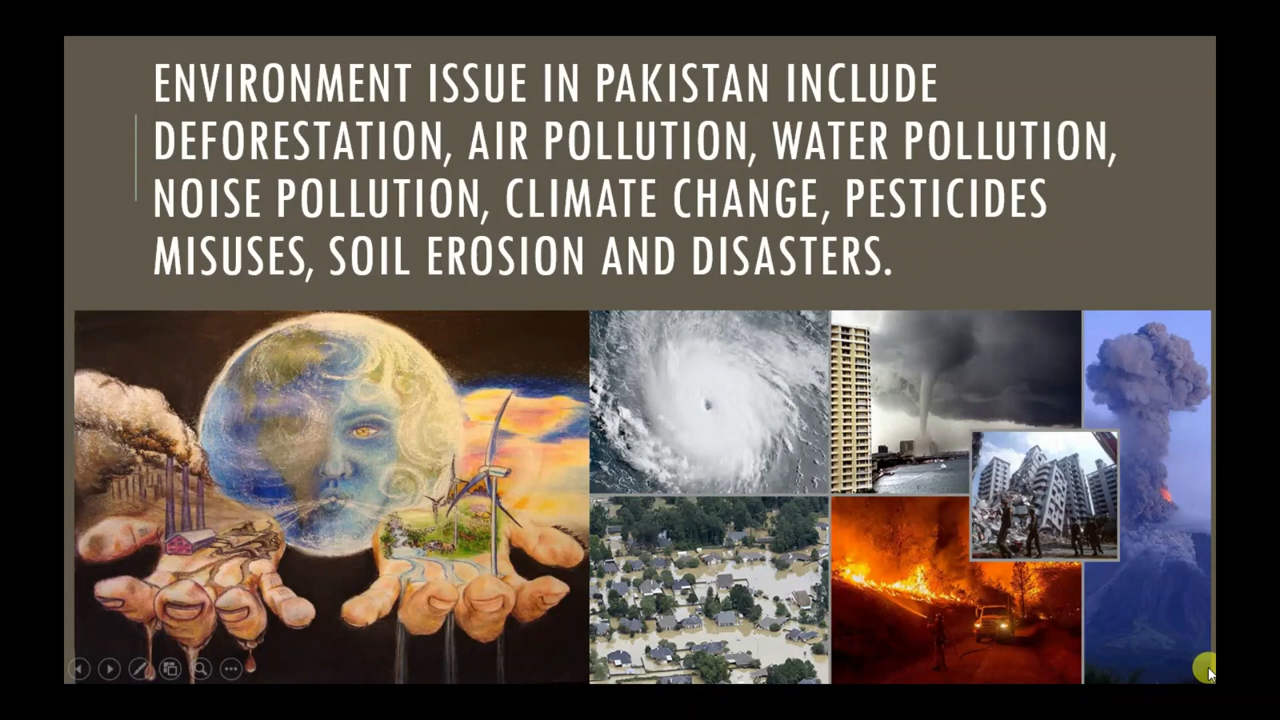 ENVIRONMENT ISSUE IN PAKISTAN INCLUDE
DEFORESTATION, AIR POLLUTION, WATER POLLUTION,
NOISE POLLUTION, CLIMATE CHANGE, PESTICIDES
MISUSES, SOIL EROSION AND DISASTERS.